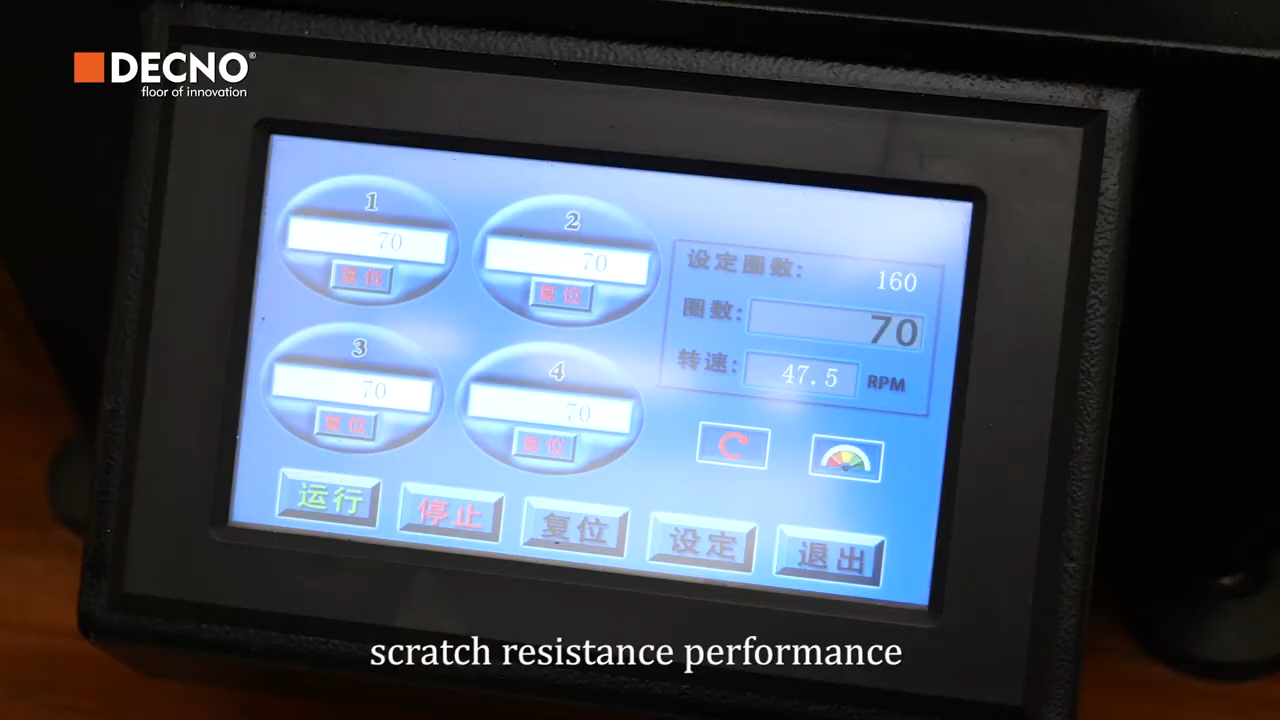 DECNO®
floor of innovation
1
70
复位
2
70
复位
3
70
复位
4
70
复位
设定圈数: 160
圈数: 70
转速: 47.5 RPM
运行 停止 复位 设定 退出
scratch resistance performance